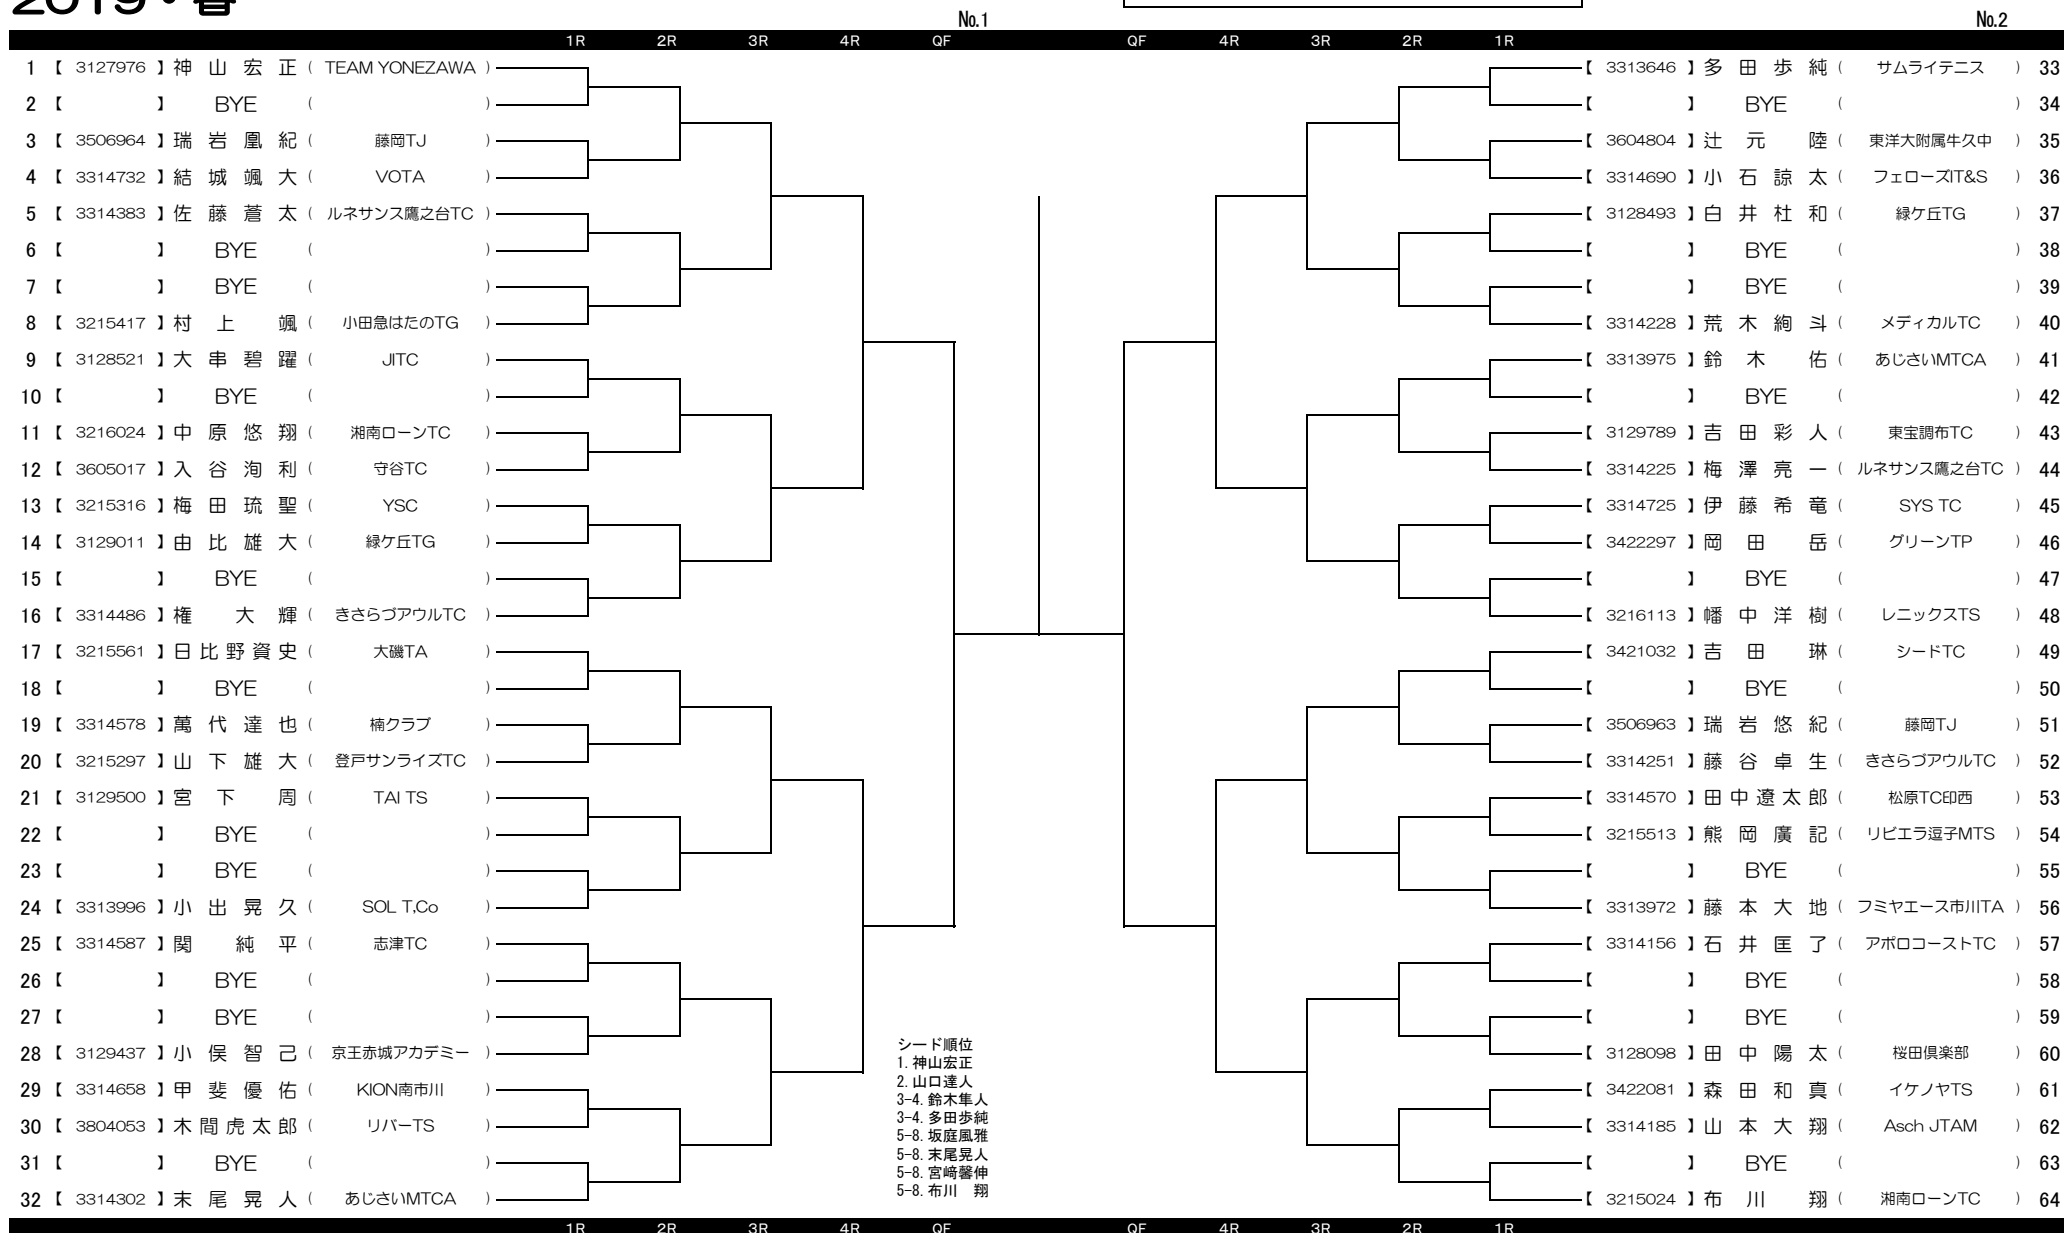 2019・春
No.1
No.2
1R 2R 3R 4R QF QF 4R 3R 2R 1R
1 【 3127976 】 神山宏正 ( TEAM YONEZAWA )
2 【 】 BYE ( )
3 【 3506964 】 瑞岩凰紀 ( 藤岡TJ )
4 【 3314732 】 結城颯大 ( VOTA )
5 【 3314383 】 佐藤蒼太 ( ルネサンス鷹之台TC )
6 【 】 BYE ( )
7 【 】 BYE ( )
8 【 3215417 】 村上 颯 ( 小田急はたのTG )
9 【 3128521 】 大串碧躍 ( JITC )
10 【 】 BYE ( )
11 【 3216024 】 中原悠翔 ( 湘南ローンTC )
12 【 3605017 】 入谷洵利 ( 守谷TC )
13 【 3215316 】 梅田琉聖 ( YSC )
14 【 3129011 】 由比雄大 ( 緑ケ丘TG )
15 【 】 BYE ( )
16 【 3314486 】 権 大輝 ( きさらづアウルTC )
17 【 3215561 】 日比野資史 ( 大磯TA )
18 【 】 BYE ( )
19 【 3314578 】 萬代達也 ( 楠クラブ )
20 【 3215297 】 山下雄大 ( 登戸サンライズTC )
21 【 3129500 】 宮下 周 ( TAI TS )
22 【 】 BYE ( )
23 【 】 BYE ( )
24 【 3313996 】 小出晃久 ( SOL T,Co )
25 【 3314587 】 関 純平 ( 志津TC )
26 【 】 BYE ( )
27 【 】 BYE ( )
28 【 3129437 】 小俣智己 ( 京王赤城アカデミー )
29 【 3314658 】 甲斐優佑 ( KION南市川 )
30 【 3804053 】 木間虎太郎 ( リバーTS )
31 【 】 BYE ( )
32 【 3314302 】 末尾晃人 ( あじさいMTCA )
シード順位
1. 神山宏正
2. 山口達人
3-4. 鈴木隼人
3-4. 多田歩純
5-8. 坂庭風雅
5-8. 末尾晃人
5-8. 宮﨑馨伸
5-8. 布川 翔
【 3313646 】 多田歩純 ( サムライテニス ) 33
【 】 BYE ( ) 34
【 3604804 】 辻元 陸 ( 東洋大附属牛久中 ) 35
【 3314690 】 小石諒太 ( フェローズIT&S ) 36
【 3128493 】 白井杜和 ( 緑ケ丘TG ) 37
【 】 BYE ( ) 38
【 】 BYE ( ) 39
【 3314228 】 荒木絢斗 ( メディカルTC ) 40
【 3313975 】 鈴木 佑 ( あじさいMTCA ) 41
【 】 BYE ( ) 42
【 3129789 】 吉田彩人 ( 東宝調布TC ) 43
【 3314225 】 梅澤亮一 ( ルネサンス鷹之台TC ) 44
【 3314725 】 伊藤希竜 ( SYS TC ) 45
【 3422297 】 岡田 岳 ( グリーンTP ) 46
【 】 BYE ( ) 47
【 3216113 】 幡中洋樹 ( レニックスTS ) 48
【 3421032 】 吉田 琳 ( シードTC ) 49
【 】 BYE ( ) 50
【 3506963 】 瑞岩悠紀 ( 藤岡TJ ) 51
【 3314251 】 藤谷卓生 ( きさらづアウルTC ) 52
【 3314570 】 田中遼太郎 ( 松原TC印西 ) 53
【 3215513 】 熊岡廣記 ( リビエラ逗子MTS ) 54
【 】 BYE ( ) 55
【 3313972 】 藤本大地 ( フミヤエース市川TA ) 56
【 3314156 】 石井匡了 ( アポロコーストTC ) 57
【 】 BYE ( ) 58
【 】 BYE ( ) 59
【 3128098 】 田中陽太 ( 桜田倶楽部 ) 60
【 3422081 】 森田和真 ( イケノヤTS ) 61
【 3314185 】 山本大翔 ( Asch JTAM ) 62
【 】 BYE ( ) 63
【 3215024 】 布川 翔 ( 湘南ローンTC ) 64
1R 2R 3R 4R QF QF 4R 3R 2R 1R